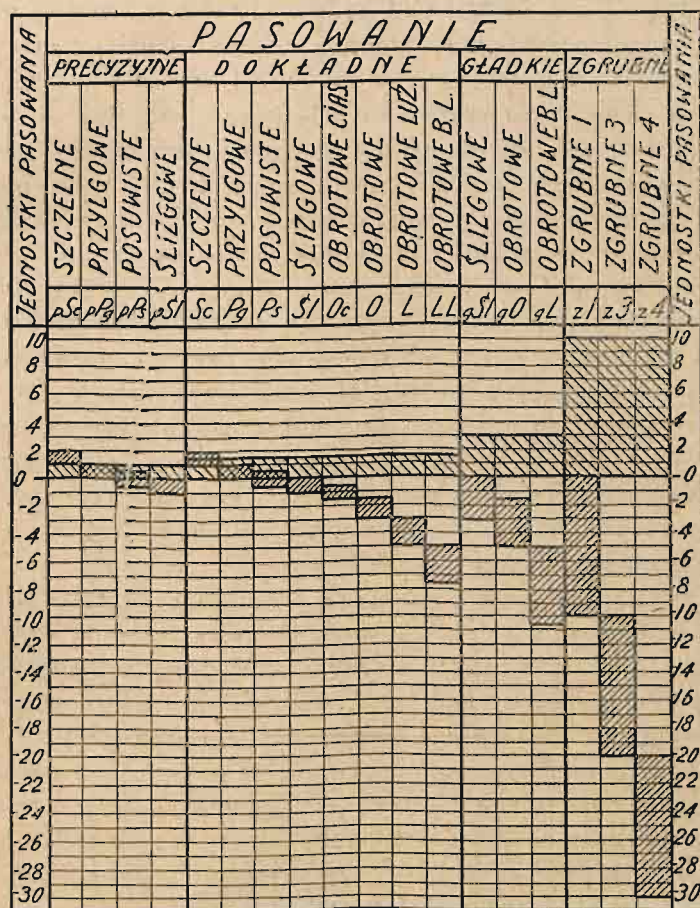 PASOWANIE
PRECYZYJNE DOKŁADNE GŁADKIE ZGRUBNE
JEDNOSTKI PASOWANIA
SZCZELNE
PRZYLGOWE
POSUWISTE
ŚLIZGOWE
SZCZELNE
PRZYLGOWE
POSUWISTE
ŚLIZGOWE
OBROTOWE CIAS.
OBROTOWE
OBROTOWE LUŹ.
OBROTOWE B. L.
ŚLIZGOWE
OBROTOWE
OBROTOWE B. L.
ZGRUBNE 1
ZGRUBNE 3
ZGRUBNE 4
JEDNOSTKI PASOWANIA
pSc pPg pPs pŚl Sc Pg Ps Śl Oc O L LL gŚl gO gL z1 z3 z4
10 10
8 8
6 6
4 4
2 2
0 0
-2 -2
-4 -4
-6 -6
-8 -8
-10 -10
-12 -12
-14 -14
-16 -16
-18 -18
-20 -20
-22 -22
-24 -24
-26 -26
-28 -28
-30 -30